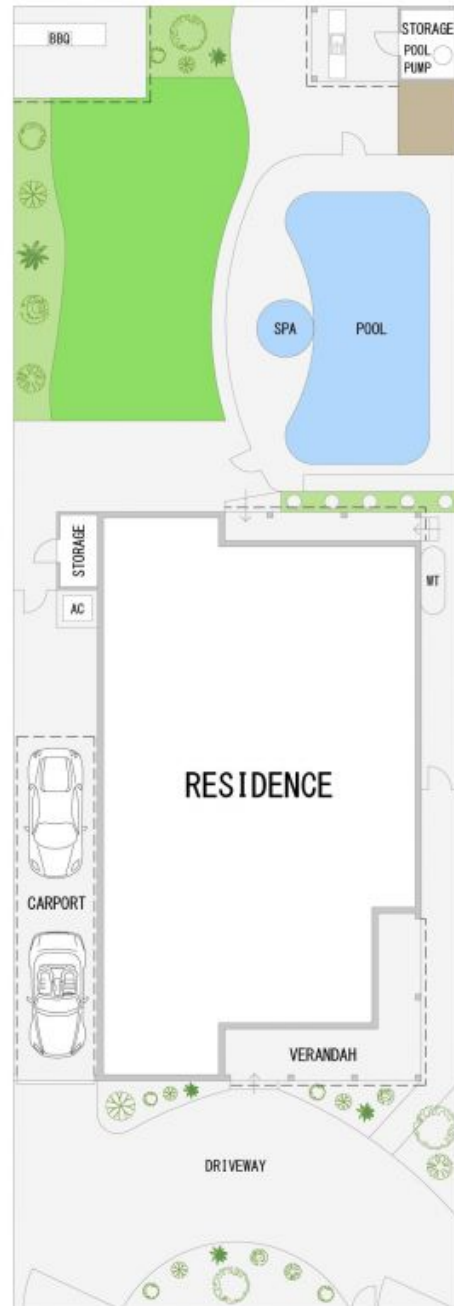 BBQ
STORAGE
POOL
PUMP
SPA
POOL
STORAGE
WT
AC
RESIDENCE
CARPORT
VERANDAH
DRIVEWAY